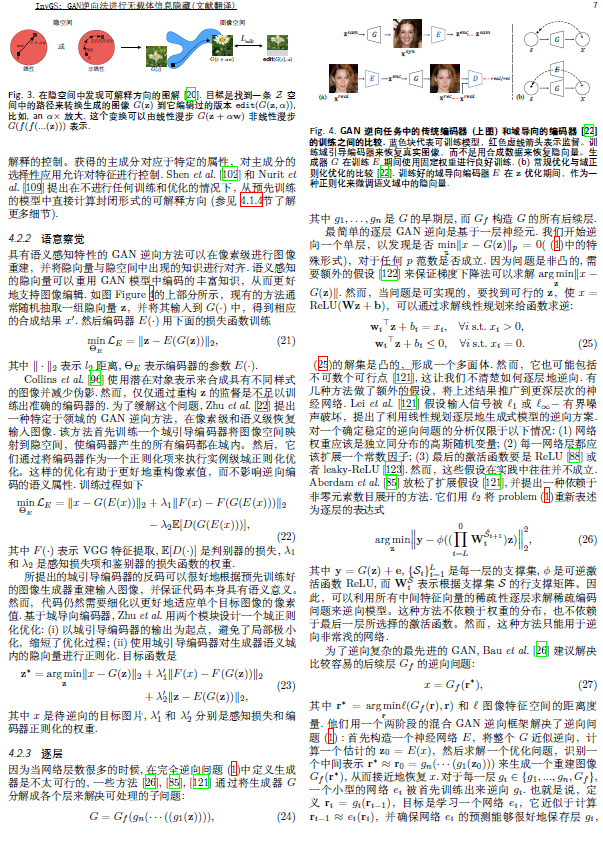 InvGS: GAN逆向法进行无载体信息隐藏(文献翻译)
7
隐空间
图像空间
或
线性
非线性
G(z)
G(z+αw)
L_edit
edit(G(z), α)
Fig. 3. 在隐空间中发现可解释方向的图解 [20]. 目标是找到一条 Z 空
间中的路径来转换生成的图像 G(z) 到它编辑过的版本 edit(G(z, α)),
比如, an α× 放大. 这个变换可以由线性漫步 G(z + αw) 非线性漫步
G(f(f(...(z))) 表示.
解释的控制。获得的主成分对应于特定的属性，对主成分的
选择性应用允许对特征进行控制. Shen et al. [102] 和 Nurit et
al. [109] 提出在不进行任何训练和优化的情况下，从预训练
的模型中直接计算封闭形式的可解释方向 (参见 4.1.4节了解
更多细节).
4.2.2 语意察觉
具有语义感知特性的 GAN 逆向方法可以在像素级进行图像
重建，并将隐向量与隐空间中出现的知识进行对齐. 语义感知
的隐向量可以重用 GAN 模型中编码的丰富知识，从而更好
地支持图像编辑. 如图 Figure 4的上部分所示，现有的方法通
常随机抽取一组隐向量 z，并将其输入到 G(·) 中，得到相应
的合成结果 x′. 然后编码器 E(·) 用下面的损失函数训练
min_{Θ_E} L_E = ‖z − E(G(z))‖₂, (21)
其中 ‖ · ‖₂ 表示 l₂ 距离, Θ_E 表示编码器的参数 E(·).
Collins et al. [96] 使用潜在对象表示来合成具有不同样式
的图像并减少伪影. 然而，仅仅通过重构 z 的监督是不足以训
练出准确的编码器的. 为了缓解这个问题, Zhu et al. [22] 提出
一种特定于领域的 GAN 逆向方法，在像素级和语义级恢复
输入图像. 该方法首先训练一个域引导编码器将图像空间映
射到隐空间，使编码器产生的所有编码都在域内。然后，它
们通过将编码器作为一个正则化项来执行实例级域正则化优
化。这样的优化有助于更好地重构像素值，而不影响逆向编
码的语义属性. 训练过程如下
min_{Θ_E} L_E = ‖x − G(E(x))‖₂ + λ₁‖F(x) − F(G(E(x)))‖₂
− λ₂E[D(G(E(x)))],
(22)
其中 F(·) 表示 VGG 特征提取, E[D(·)] 是判别器的损失, λ₁
和 λ₂ 是感知损失项和鉴别器的损失函数的权重.
所提出的域引导编码器的反码可以很好地根据预训练好
的图像生成器重建输入图像，并保证代码本身具有语义意义。
然而，代码仍然需要细化以更好地适应单个目标图像的像素
值. 基于域导向编码器, Zhu et al. 用两个模块设计一个域正则
化优化: (i) 以域引导编码器的输出为起点，避免了局部极小
化，缩短了优化过程; (ii) 使用域引导编码器对生成器语义域
内的隐向量进行正则化. 目标函数是
z* = arg min_z ‖x − G(z)‖₂ + λ′₁‖F(x) − F(G(z))‖₂
(23)
+ λ′₂‖z − E(G(z))‖₂,
其中 x 是待逆向的目标图片, λ′₁ 和 λ′₂ 分别是感知损失和编
码器正则化的权重.
4.2.3 逐层
因为当网络层数很多的时候, 在完全逆向问题 (1)中定义生成
器是不太可行的, 一些方法 [26], [85], [121] 通过将生成器 G
分解成各个层来解决可处理的子问题:
G = G_f(g_n(· · · ((g₁(z)))), (24)
z^sam
G
x^syn
E
z^enc
z^sam
x^real
E
z^enc
G
x^rec
x^real
D
real/rec
(a)
z
G
x
z
G
x
E
(b)
Fig. 4. GAN 逆向任务中的传统编码器 (上图) 和域导向的编码器 [22]
的训练策略之间的比较. 蓝色块代表可训练模型，红色虚线箭头表示监督。训
练域引导编码器来恢复真实图像，而不是用合成数据来恢复隐向量。生
成器 G 在训练 E 期间使用固定权重进行良好训练. (b) 常规优化与域正
则化优化的比较 [22]. 训练好的域导向编码器 E 在 z 优化期间，作为一
种正则化来微调语义域中的隐向量.
其中 g₁, . . . , g_n 是 G 的早期层, 而 G_f 构造 G 的所有后续层.
最简单的逐层 GAN 逆向是基于一层神经元. 我们开始逆
向一个单层，以发现是否 min_z ‖x − G(z)‖_p = 0( (1)中的特
殊形式)，对于任何 p 范数是否成立. 因为问题是非凸的, 需
要额外的假设 [122] 来保证梯度下降法可以求解 arg min_z ‖x −
G(z)‖. 然而，当问题是可实现的，要找到可行的 z，使 x =
ReLU(Wz + b)，可以通过求解线性规划来给函数求逆:
w_i^⊤z + b_i = x_i, ∀i s.t. x_i > 0,
w_i^⊤z + b_i ≤ 0, ∀i s.t. x_i = 0.
(25)
(25)的解集是凸的，形成一个多面体. 然而，它也可能包括
不可数个可行点 [121], 这让我们不清楚如何逐层地逆向. 有
几种方法做了额外的假设，将上述结果推广到更深层次的神
经网络. Lei et al. [121] 假设输入信号被 ℓ₁ 或 ℓ∞− 有界噪
声破坏，提出了利用线性规划逐层地生成式模型的逆向方案.
对一个确定稳定的逆向问题的分析仅限于以下情况: (1) 网络
权重应该是独立同分布的高斯随机变量; (2) 每一网络层都应
该扩展一个常数因子; (3) 最后的激活函数要是 ReLU [88] 或
者 leaky-ReLU [123]. 然而，这些假设在实践中往往并不成立.
Aberdam et al. [85] 放松了扩展假设 [121], 并提出一种依赖于
非零元素数目展开的方法. 它们用 ℓ₂ 将 problem (1)重新表述
为逐层的表达式
arg min_z ‖y − ϕ((∏_{i=L}^{0} W_i^{Ŝ_{i+1}})z)‖₂², (26)
其中 y = G(z) + e, {S_i}_{i=1}^L 是每一层的支撑集, ϕ 是可逆激
活函数 ReLU, 而 W_i^S 表示根据支撑集 S 的行支撑矩阵。因
此，可以利用所有中间特征向量的稀疏性逐层求解稀疏编码
问题来逆向模型。这种方法不依赖于权重的分布，也不依赖
于最后一层所选择的激活函数。然而，这种方法只能用于逆
向非常浅的网络.
为了逆向复杂的最先进的 GAN, Bau et al. [26] 建议解决
比较容易的后续层 G_f 的逆向问题:
x = G_f(r*), (27)
其中 r* = arg min_r ℓ(G_f(r), r) 和 ℓ 图像特征空间的距离度
量. 他们用一个两阶段的混合 GAN 逆向框架解决了逆向问
题 (1) : 首先构造一个神经网络 E，将整个 G 近似逆向，计
算一个估计的 z₀ = E(x)，然后求解一个优化问题，识别一
个中间表示 r* ≈ r₀ = g_n(· · · (g₁(z₀))) 来生成一个重建图像
G_f(r*), 从而接近地恢复 x. 对于每一层 g_i ∈ {g₁, ..., g_n, G_f},
一个小型的网络 e_i 被首先训练出来逆向 g_i. 也就是说，定
义 r_i = g_i(r_{i−1})，目标是学习一个网络 e_i，它近似于计算
r_{i−1} ≈ e_i(r_i)，并确保网络 e_i 的预测能够很好地保存层 g_i,